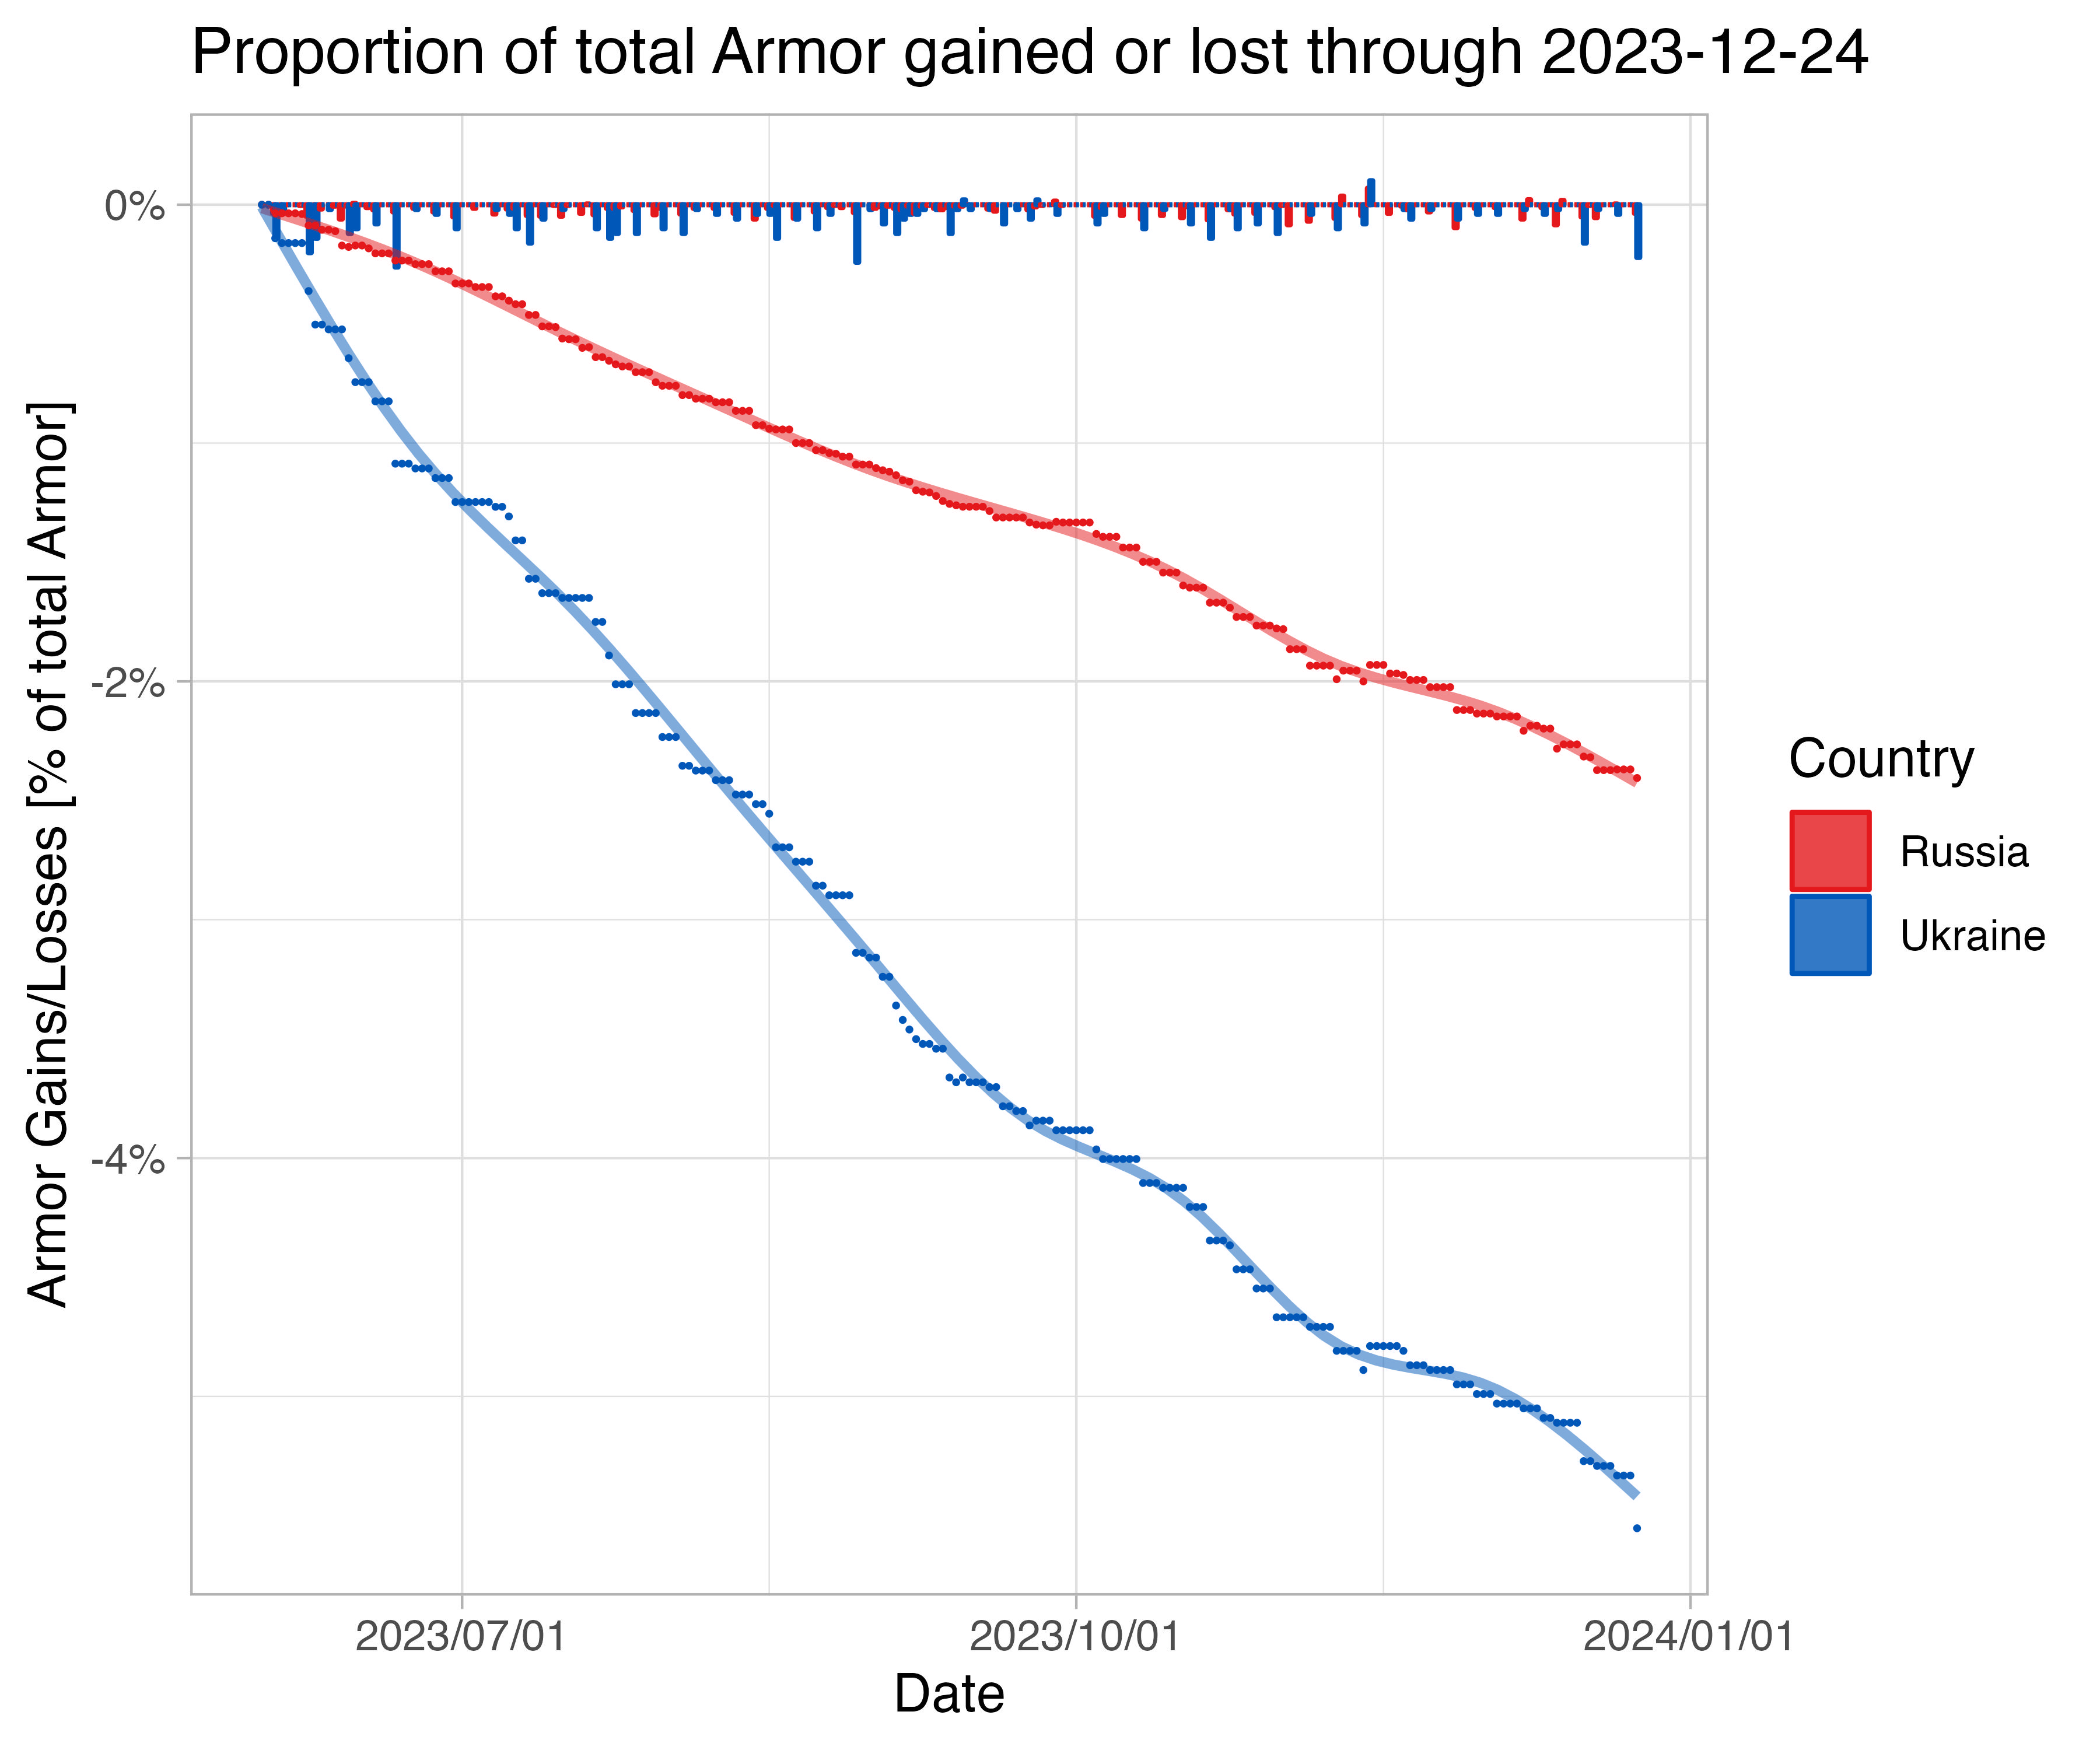 Proportion of total Armor gained or lost through 2023-12-24
Armor Gains/Losses [% of total Armor]
0%
-2%
-4%
2023/07/01
2023/10/01
2024/01/01
Date
Country
Russia
Ukraine